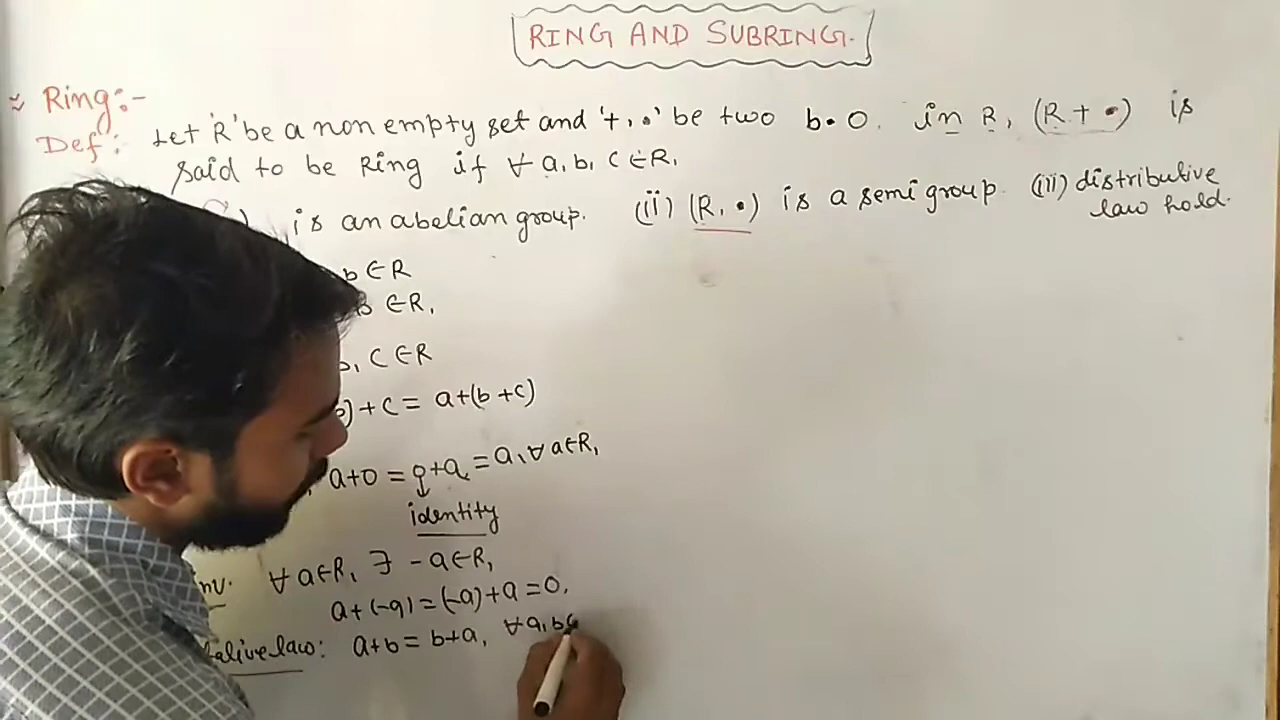 RING AND SUBRING.
Ring:-
Def: Let 'R' be a non empty set and '+, •' be two b•o. in R, (R + •) is
said to be Ring if ∀ a, b, c ∈ R,
is an abelian group. (ii) (R, •) is a semi group. (iii) distributive
law hold.
b ∈ R
∈ R,
b, c ∈ R
b) + c = a + (b + c)
a+0 = 0+a = a, ∀ a ∈ R,
identity
inv. ∀ a ∈ R, ∃ -a ∈ R,
a + (-a) = (-a) + a = 0,
tative law: a+b = b+a, ∀ a, b